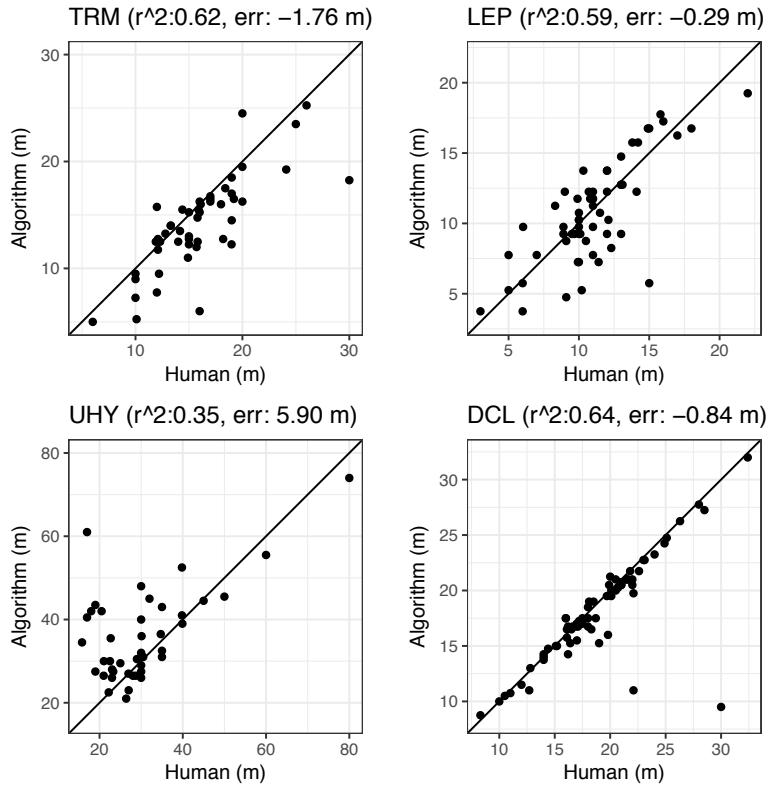 TRM (r^2:0.62, err: −1.76 m)
30
20
10
Algorithm (m)
10 20 30
Human (m)
LEP (r^2:0.59, err: −0.29 m)
20
15
10
5
Algorithm (m)
5 10 15 20
Human (m)
UHY (r^2:0.35, err: 5.90 m)
80
60
40
20
Algorithm (m)
20 40 60 80
Human (m)
DCL (r^2:0.64, err: −0.84 m)
30
25
20
15
10
Algorithm (m)
10 15 20 25 30
Human (m)